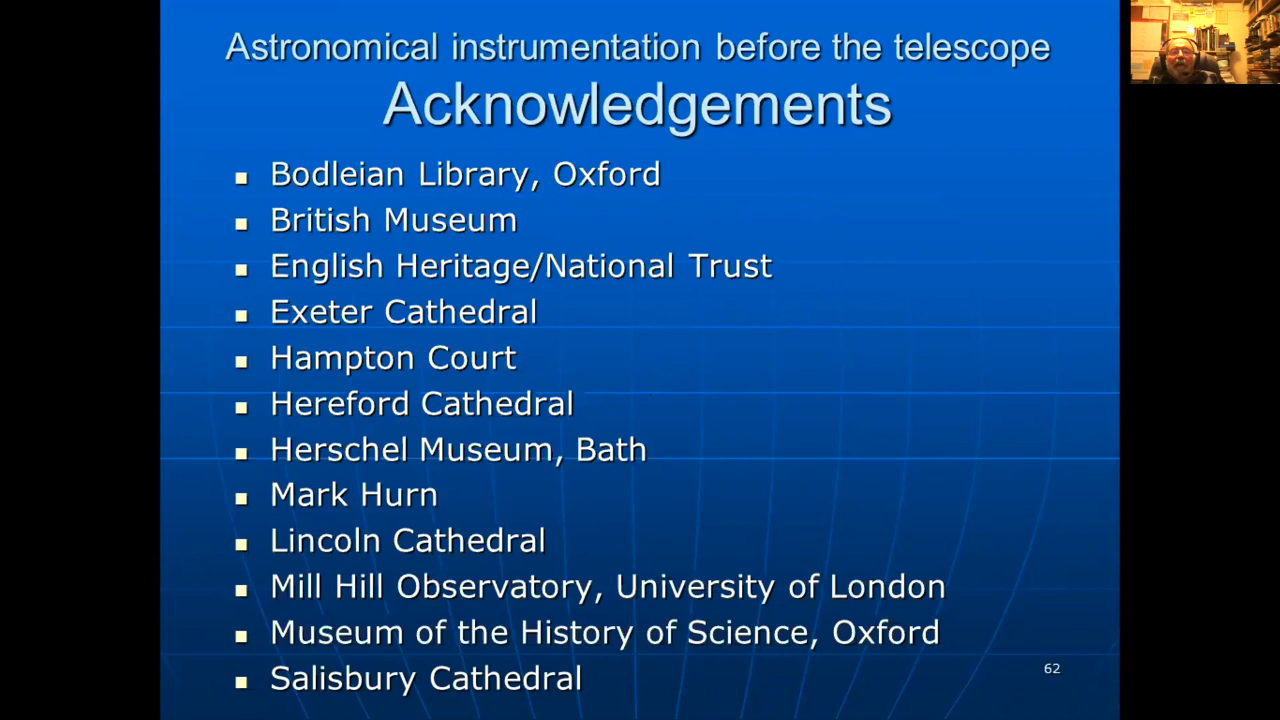 Astronomical instrumentation before the telescope
Acknowledgements
Bodleian Library, Oxford
British Museum
English Heritage/National Trust
Exeter Cathedral
Hampton Court
Hereford Cathedral
Herschel Museum, Bath
Mark Hurn
Lincoln Cathedral
Mill Hill Observatory, University of London
Museum of the History of Science, Oxford
Salisbury Cathedral
62